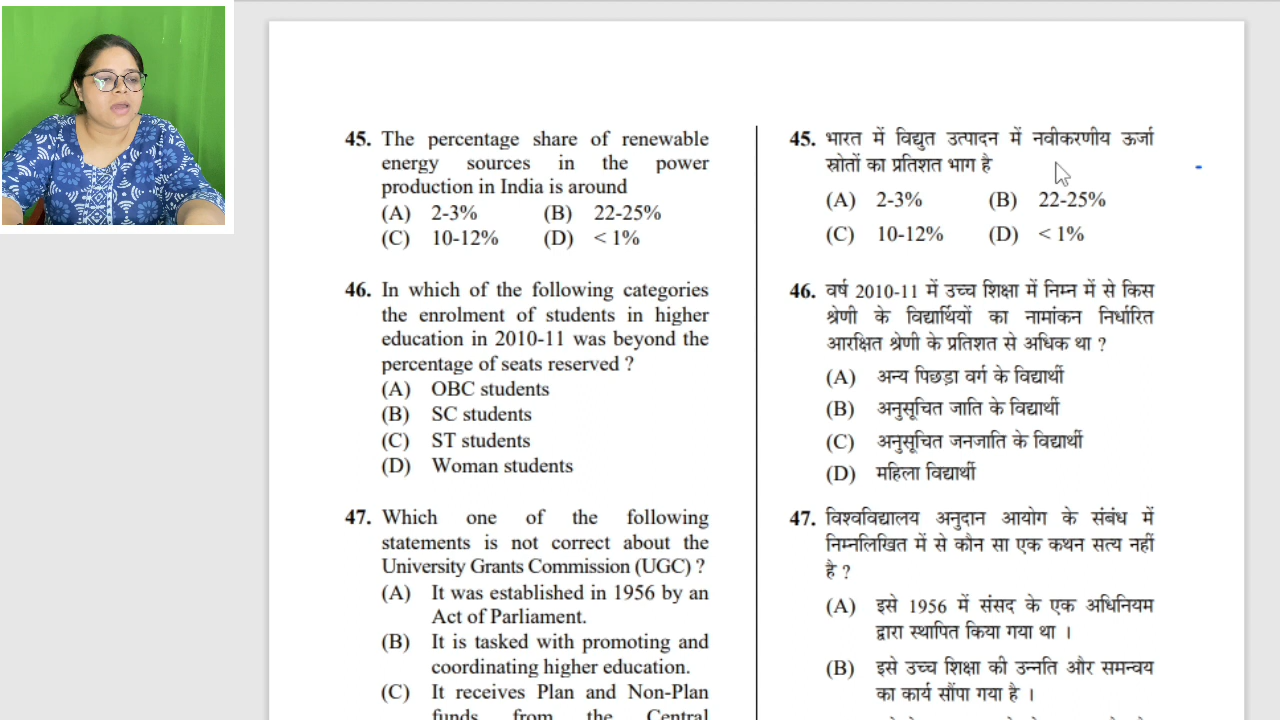 45. The percentage share of renewable
energy sources in the power
production in India is around
(A) 2-3% (B) 22-25%
(C) 10-12% (D) < 1%
46. In which of the following categories
the enrolment of students in higher
education in 2010-11 was beyond the
percentage of seats reserved ?
(A) OBC students
(B) SC students
(C) ST students
(D) Woman students
47. Which one of the following
statements is not correct about the
University Grants Commission (UGC) ?
(A) It was established in 1956 by an
Act of Parliament.
(B) It is tasked with promoting and
coordinating higher education.
(C) It receives Plan and Non-Plan
funds from the Central
45. भारत में विद्युत उत्पादन में नवीकरणीय ऊर्जा
स्रोतों का प्रतिशत भाग है
(A) 2-3% (B) 22-25%
(C) 10-12% (D) < 1%
46. वर्ष 2010-11 में उच्च शिक्षा में निम्न में से किस
श्रेणी के विद्यार्थियों का नामांकन निर्धारित
आरक्षित श्रेणी के प्रतिशत से अधिक था ?
(A) अन्य पिछड़ा वर्ग के विद्यार्थी
(B) अनुसूचित जाति के विद्यार्थी
(C) अनुसूचित जनजाति के विद्यार्थी
(D) महिला विद्यार्थी
47. विश्वविद्यालय अनुदान आयोग के संबंध में
निम्नलिखित में से कौन सा एक कथन सत्य नहीं
है ?
(A) इसे 1956 में संसद के एक अधिनियम
द्वारा स्थापित किया गया था ।
(B) इसे उच्च शिक्षा की उन्नति और समन्वय
का कार्य सौंपा गया है ।